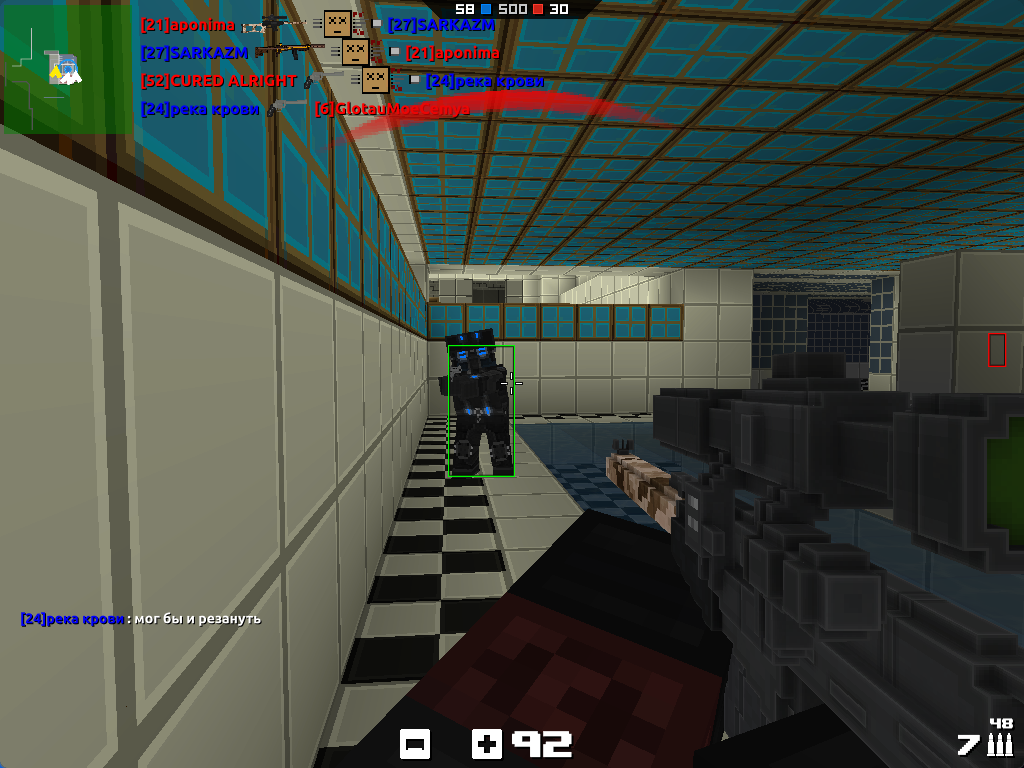 58 500 30
[21]aponima [27]SARKAZM
[27]SARKAZM [21]aponima
[52]CURED ALRIGHT [24]река крови
[24]река крови [6]GlotauMoeGenya
[24]река крови : мог бы и резануть
92
48
7